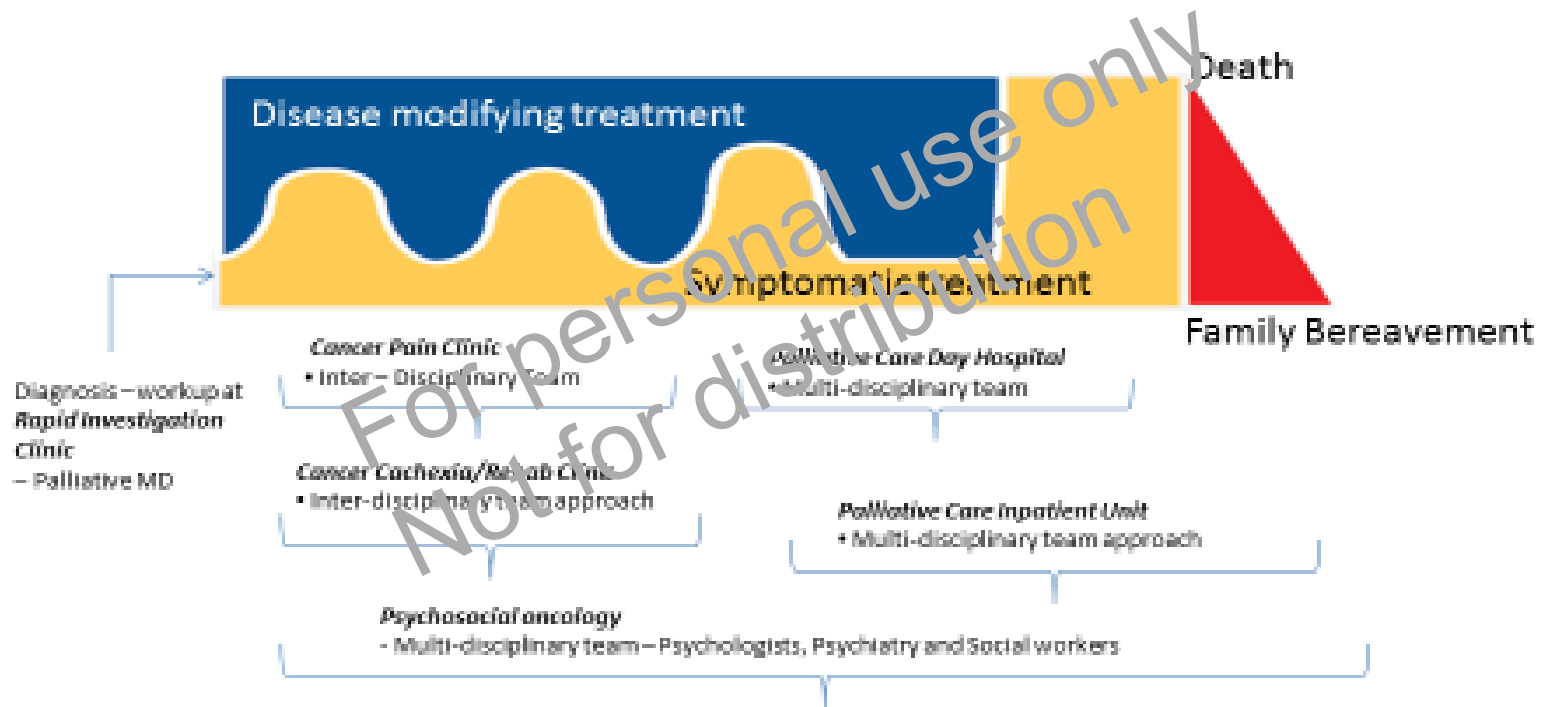 Death
Disease modifying treatment
Symptomatic treatment
Family Bereavement
Diagnosis – workup at
Rapid Investigation
Clinic
– Palliative MD
Cancer Pain Clinic
• Inter – Disciplinary Team
Cancer Cachexia/Rehab Clinic
• Inter-disciplinary team approach
Palliative Care Day Hospital
• Multi-disciplinary team
Palliative Care Inpatient Unit
• Multi-disciplinary team approach
Psychosocial oncology
- Multi-disciplinary team – Psychologists, Psychiatry and Social workers
For personal use only
Not for distribution